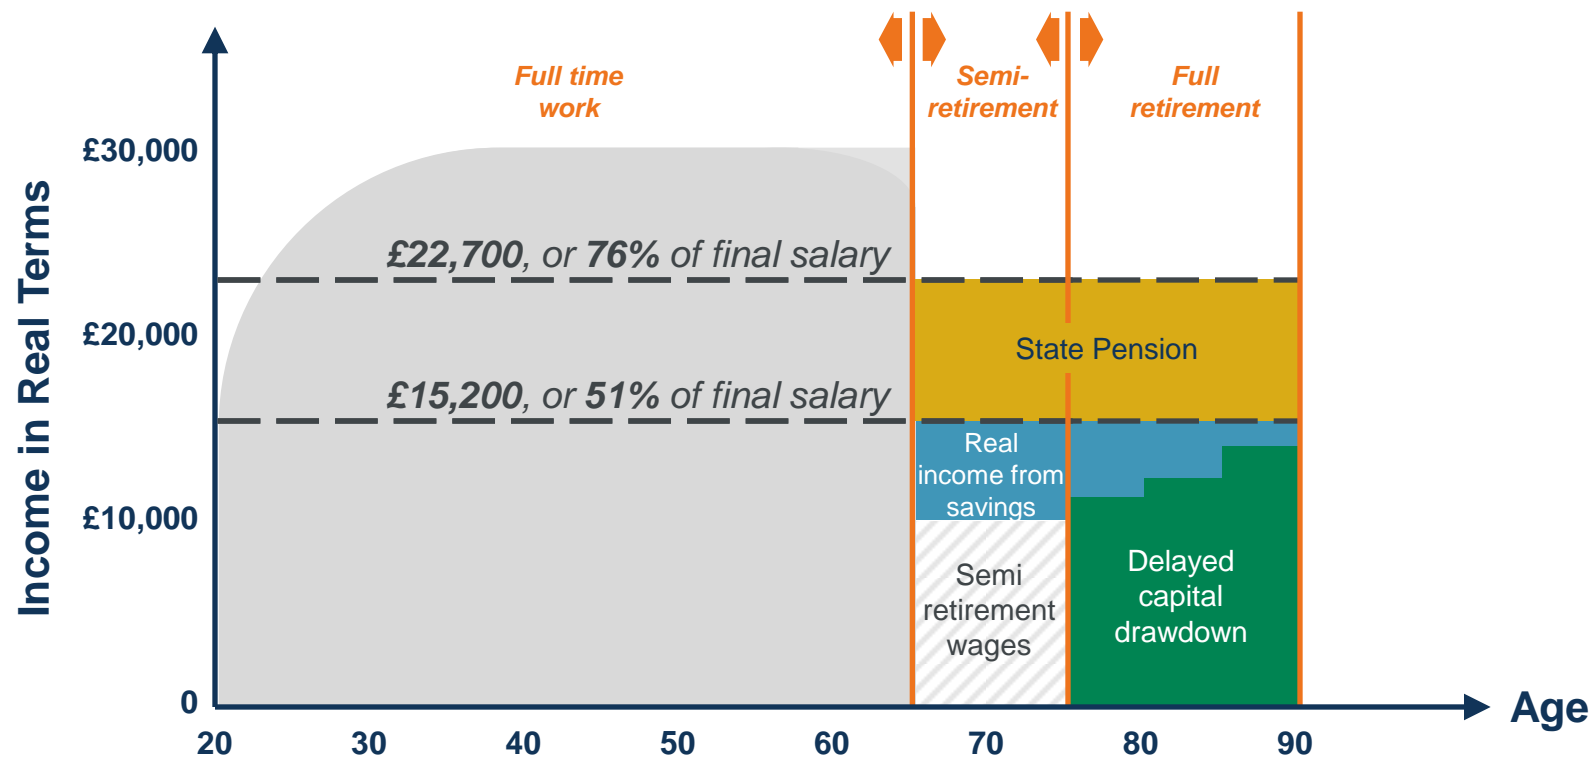 Full time
work
Semi-
retirement
Full
retirement
Income in Real Terms
£30,000
£20,000
£10,000
0
£22,700, or 76% of final salary
£15,200, or 51% of final salary
State Pension
Real
income from
savings
Semi
retirement
wages
Delayed
capital
drawdown
20 30 40 50 60 70 80 90
Age